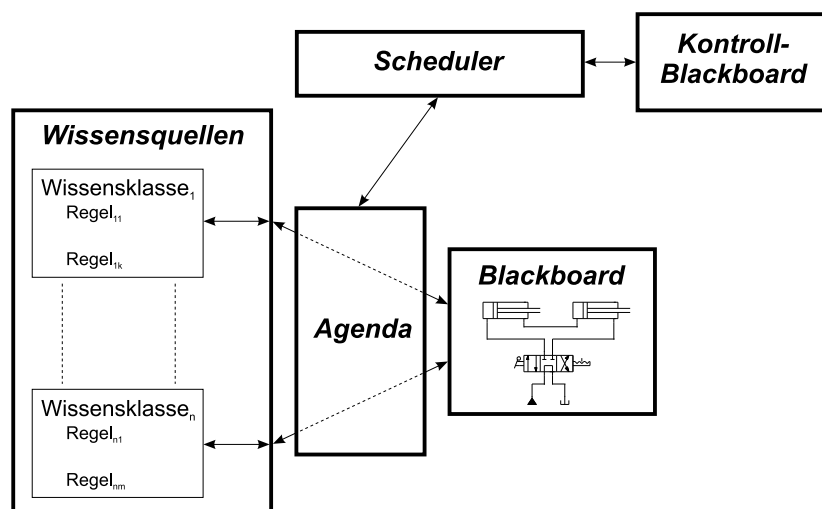 Scheduler
Kontroll-
Blackboard
Wissensquellen
Wissensklasse₁
Regel₁₁
Regel₁ₖ
Wissensklasseₙ
Regelₙ₁
Regelₙₘ
Agenda
Blackboard